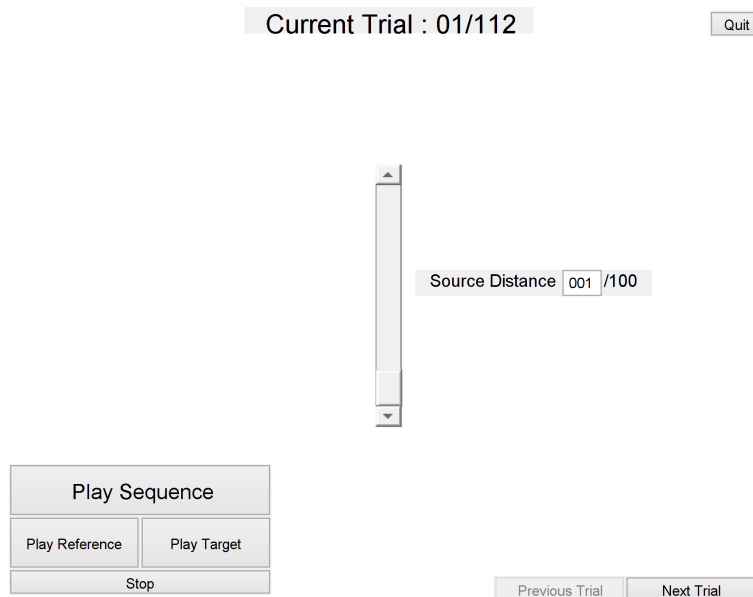 Current Trial : 01/112
Quit
Source Distance 001 /100
Play Sequence
Play Reference Play Target
Stop
Previous Trial Next Trial